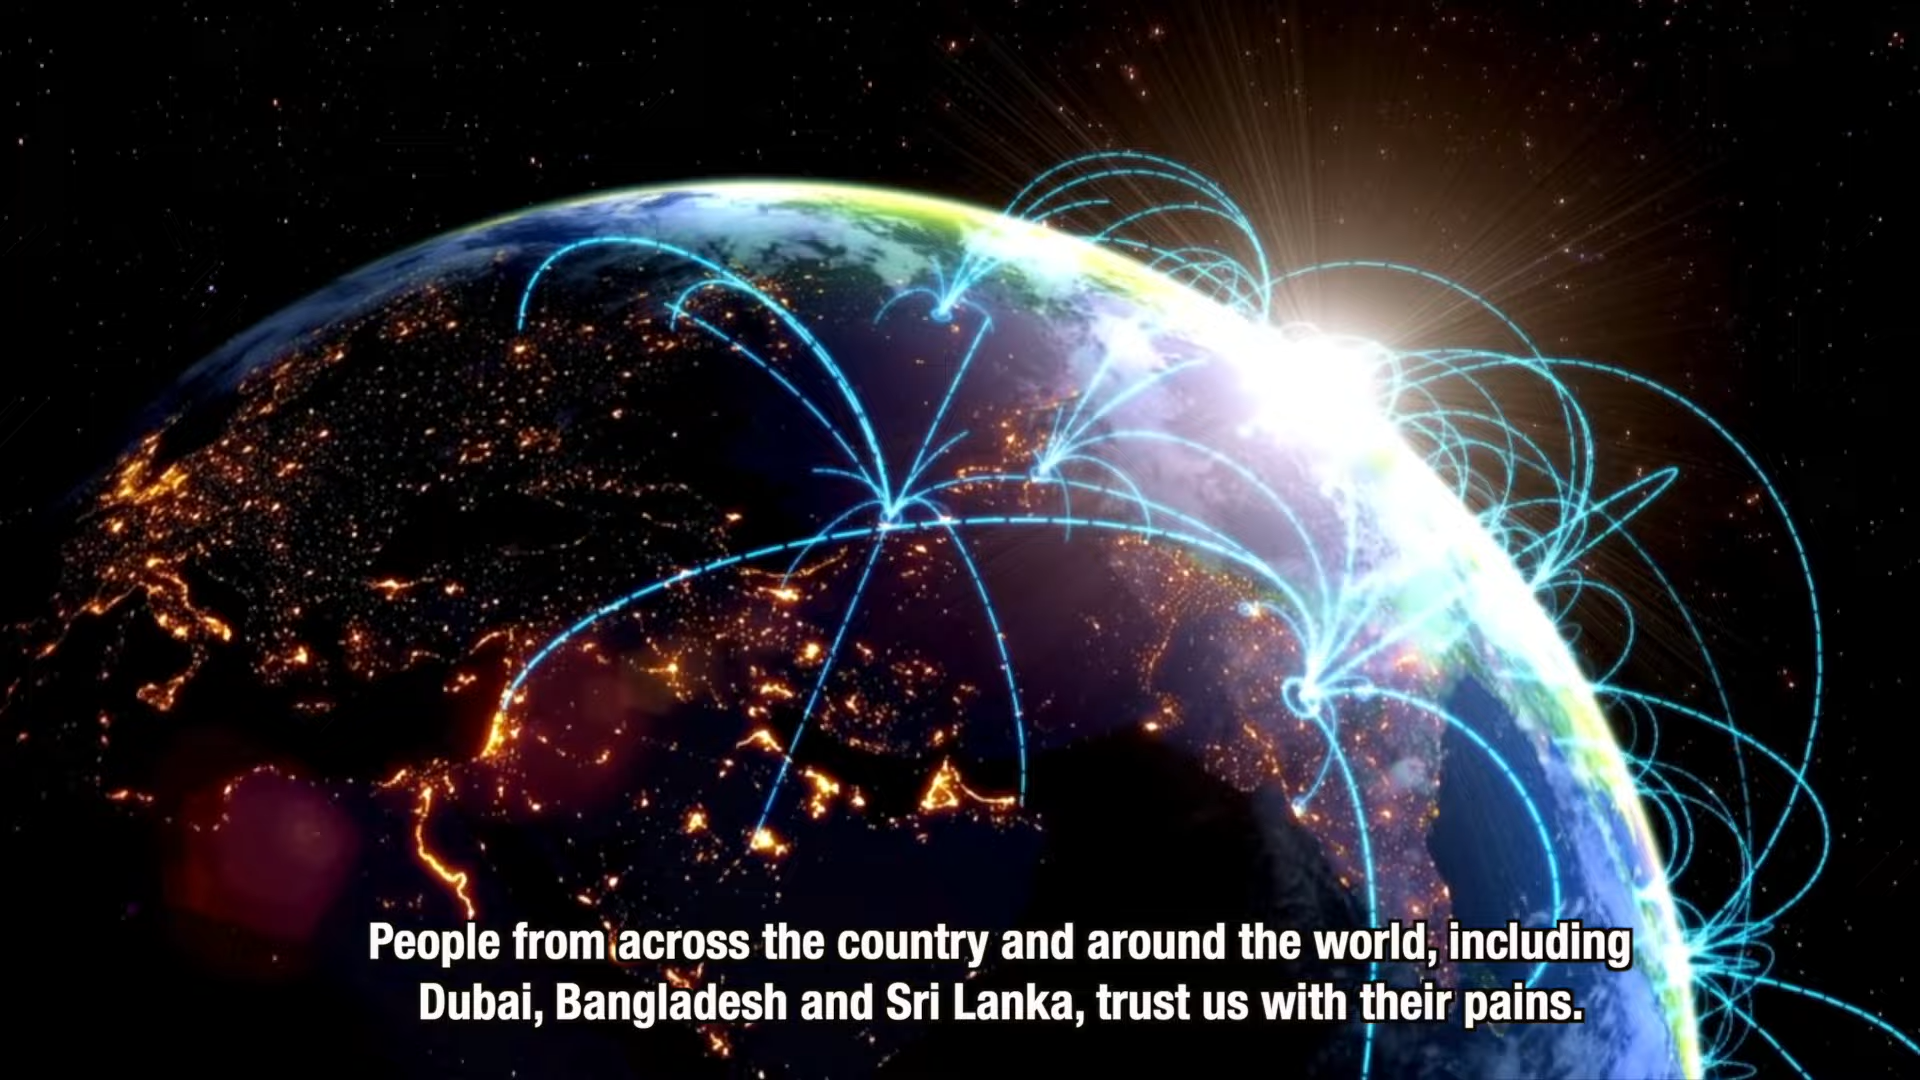 People from across the country and around the world, including
Dubai, Bangladesh and Sri Lanka, trust us with their pains.